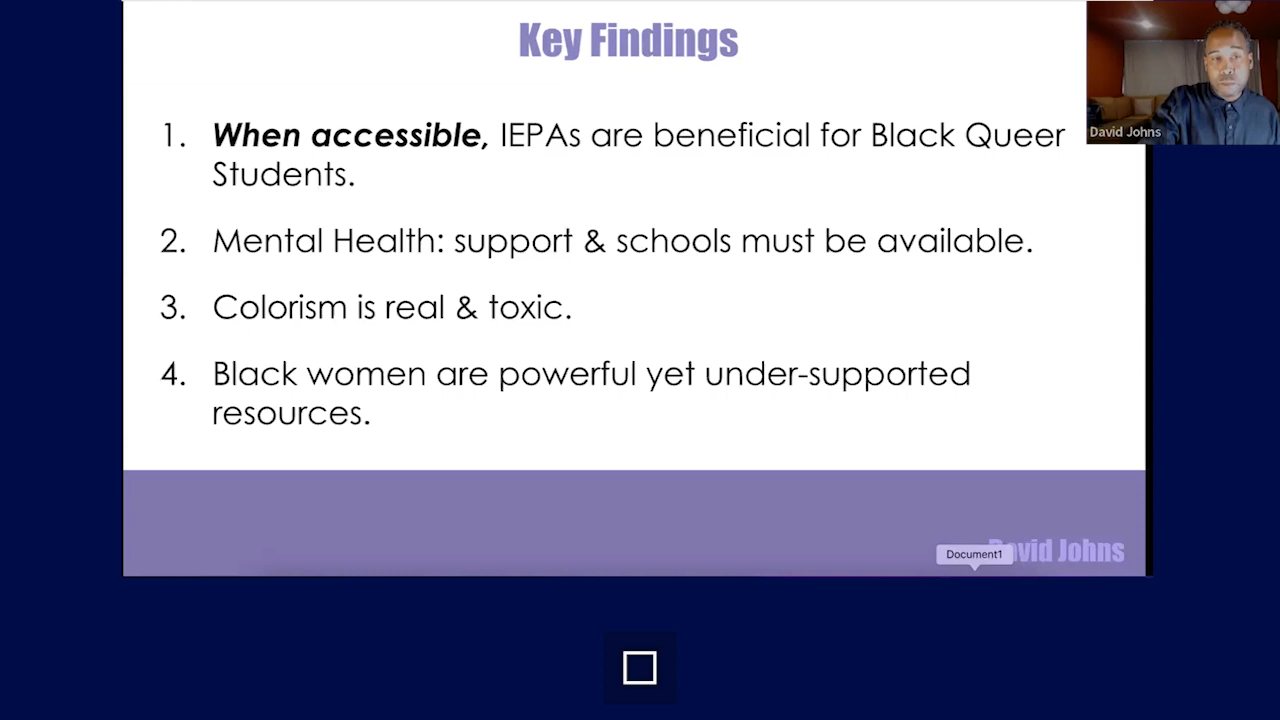 Key Findings
1. When accessible, IEPAs are beneficial for Black Queer
Students.
2. Mental Health: support & schools must be available.
3. Colorism is real & toxic.
4. Black women are powerful yet under-supported
resources.
David Johns
Document1
David Johns